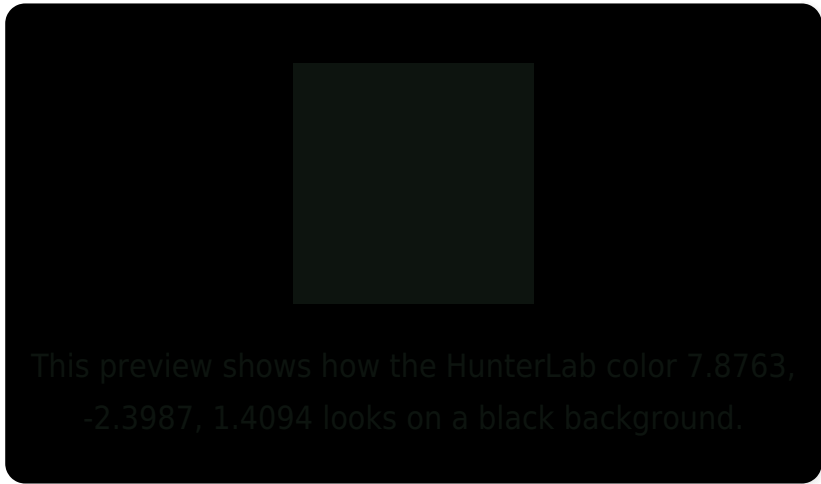 This preview shows how the HunterLab color 7.8763,
-2.3987, 1.4094 looks on a black background.